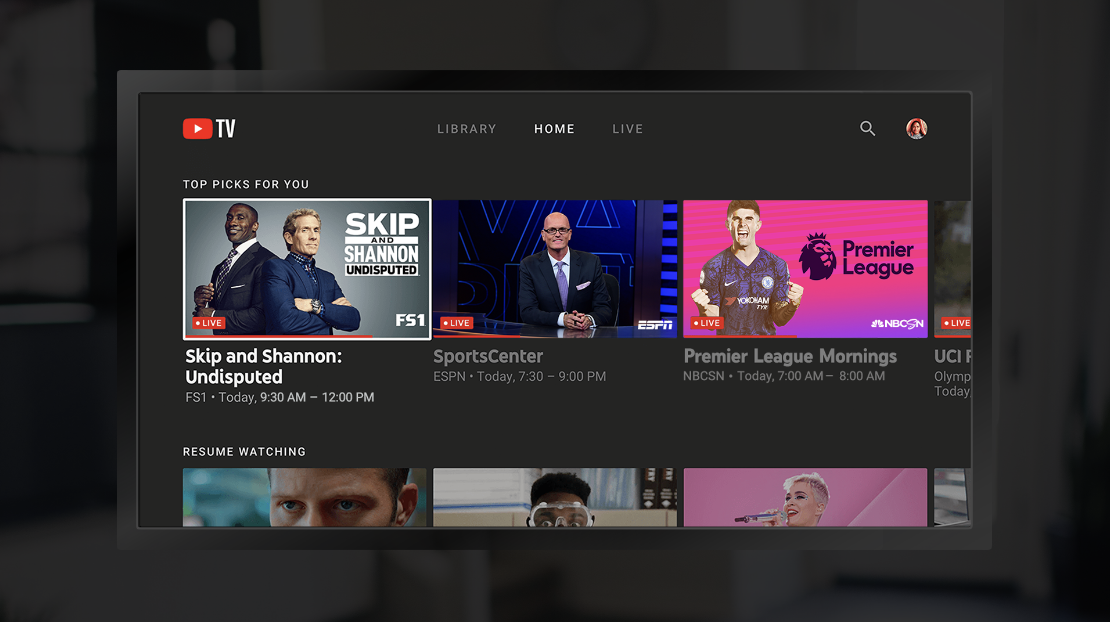 TV
LIBRARY HOME LIVE
TOP PICKS FOR YOU
SKIP
AND
SHANNON
UNDISPUTED
FS1
LIVE
LIVE
ESPN
YOKOHAMA
TYRES
Premier
League
LIVE
NBCSN
LIVE
Skip and Shannon:
Undisputed
FS1 • Today, 9:30 AM – 12:00 PM
SportsCenter
ESPN • Today, 7:30 – 9:00 PM
Premier League Mornings
NBCSN • Today, 7:00 AM – 8:00 AM
UCI
Olymp
Today,
RESUME WATCHING